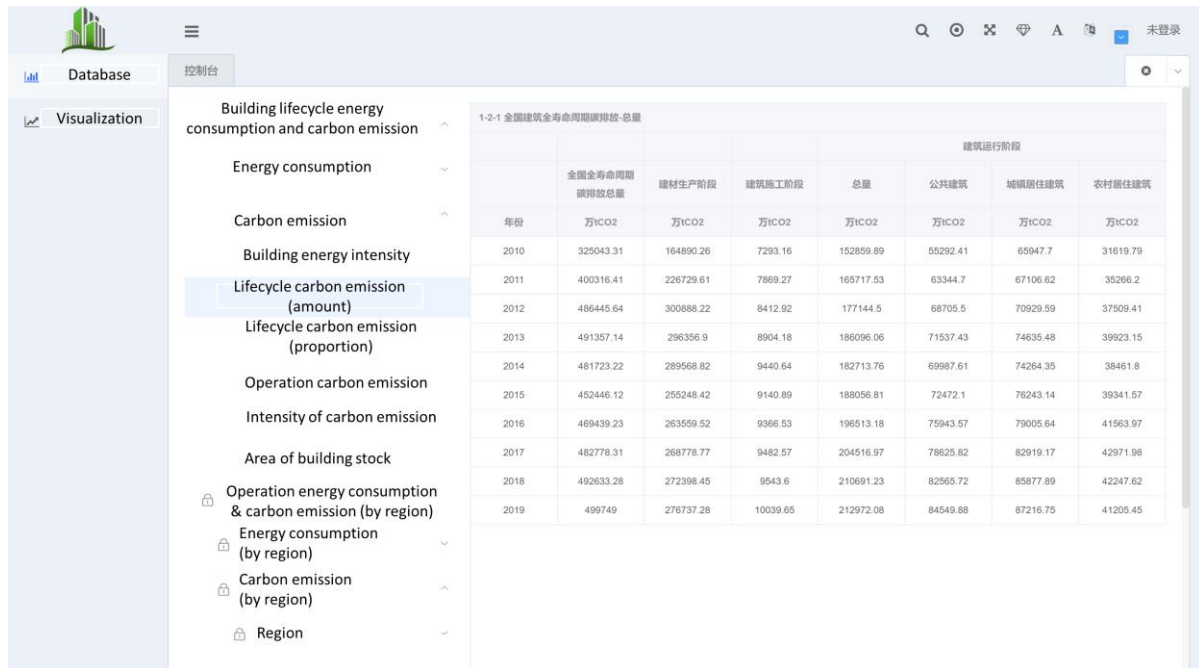 未登录
Database
控制台
Visualization
Building lifecycle energy
consumption and carbon emission
Energy consumption
Carbon emission
Building energy intensity
Lifecycle carbon emission
(amount)
Lifecycle carbon emission
(proportion)
Operation carbon emission
Intensity of carbon emission
Area of building stock
Operation energy consumption
& carbon emission (by region)
Energy consumption
(by region)
Carbon emission
(by region)
Region
1-2-1 全国建筑全寿命周期碳排放-总量
建筑运行阶段
全国全寿命周期
碳排放总量
建材生产阶段 建筑施工阶段 总量 公共建筑 城镇居住建筑 农村居住建筑
年份 万tCO2 万tCO2 万tCO2 万tCO2 万tCO2 万tCO2 万tCO2
2010 325043.31 164890.26 7293.16 152859.89 55292.41 65947.7 31619.79
2011 400316.41 226729.61 7869.27 165717.53 63344.7 67106.62 35266.2
2012 486445.64 300888.22 8412.92 177144.5 68705.5 70929.59 37509.41
2013 491357.14 296356.9 8904.18 186096.06 71537.43 74635.48 39923.15
2014 481723.22 289568.82 9440.64 182713.76 69987.61 74264.35 38461.8
2015 452446.12 255248.42 9140.89 188056.81 72472.1 76243.14 39341.57
2016 469439.23 263559.52 9366.53 196513.18 75943.57 79005.64 41563.97
2017 482778.31 268778.77 9482.57 204516.97 78625.82 82919.17 42971.98
2018 492633.28 272398.45 9543.6 210691.23 82565.72 85877.89 42247.62
2019 499749 276737.28 10039.65 212972.08 84549.88 87216.75 41205.45